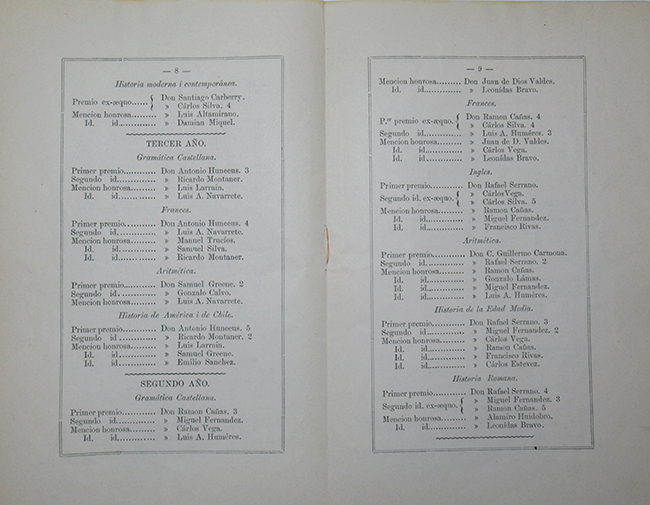 — 8 —
Historia moderna i contemporánea.
Premio ex-æquo...... { Don Santiago Carberry.
» Cárlos Silva. 4
Mencion honrosa......... » Luis Altamirano.
Id. id............ » Damian Miquel.
TERCER AÑO.
Gramática Castellana.
Primer premio........... Don Antonio Huneeus. 3
Segundo id............ » Ricardo Montaner.
Mencion honrosa......... » Luis Larrain.
Id. id............ » Luis A. Navarrete.
Frances.
Primer premio........... Don Antonio Huneeus. 4
Segundo id............ » Luis A. Navarrete.
Mencion honrosa......... » Manuel Trucios.
Id. id............ » Samuel Silva.
Id. id............ » Ricardo Montaner.
Aritmética.
Primer premio........... Don Samuel Greene. 2
Segundo id............ » Gonzalo Calvo.
Mencion honrosa......... » Luis A. Navarrete.
Historia de América i de Chile.
Primer premio........... Don Antonio Huneeus. 5
Segundo id............ » Ricardo Montaner. 2
Mencion honrosa......... » Luis Larrain.
Id. id............ » Samuel Greene.
Id. id............ » Emilio Sanchez.
SEGUNDO AÑO.
Gramática Castellana.
Primer premio........... Don Ramon Cañas. 3
Segundo id............ » Miguel Fernandez.
Mencion honrosa......... » Cárlos Vega.
Id. id............ » Luis A. Huméres.
— 9 —
Mencion honrosa......... Don Juan de Dios Valdes.
Id. id............ » Leonídas Bravo.
Frances.
P.er premio ex-æquo. { Don Ramon Cañas. 4
» Cárlos Silva. 4
Segundo id............ » Luis A. Huméres. 3
Mencion honrosa......... » Juan de D. Valdes.
Id. id............ » Cárlos Vega.
Id. id............ » Leonidas Bravo.
Ingles.
Primer premio........... Don Rafael Serrano.
Segundo id. ex-æquo. { » CárlosVega.
» Cárlos Silva. 5
Mencion honrosa......... » Ramon Cañas.
Id. id............ » Miguel Fernandez.
Id. id............ » Francisco Rivas.
Aritmética.
Primer premio........... Don C. Guillermo Carmona.
Segundo id............ » Rafael Serrano. 2
Mencion honrosa......... » Ramon Cañas.
Id. id............ » Gonzalo Lámas.
Id. id............ » Miguel Fernandez.
Id. id............ » Luis A. Huméres.
Historia de la Edad Media.
Primer premio........... Don Rafael Serrano. 3
Segundo id............ » Miguel Fernandez. 2
Mencion honrosa......... » Cárlos Vega.
Id. id............ » Ramon Cañas.
Id. id............ » Francisco Rivas.
Id. id............ » Cárlos Estevez.
Historia Romana.
Primer premio........... Don Rafael Serrano. 4
Segundo id. ex-æquo. { » Miguel Fernandez. 3
» Ramon Cañas. 5
Mencion honrosa......... » Alamiro Huidobro.
Id. id............ » Leonídas Bravo.